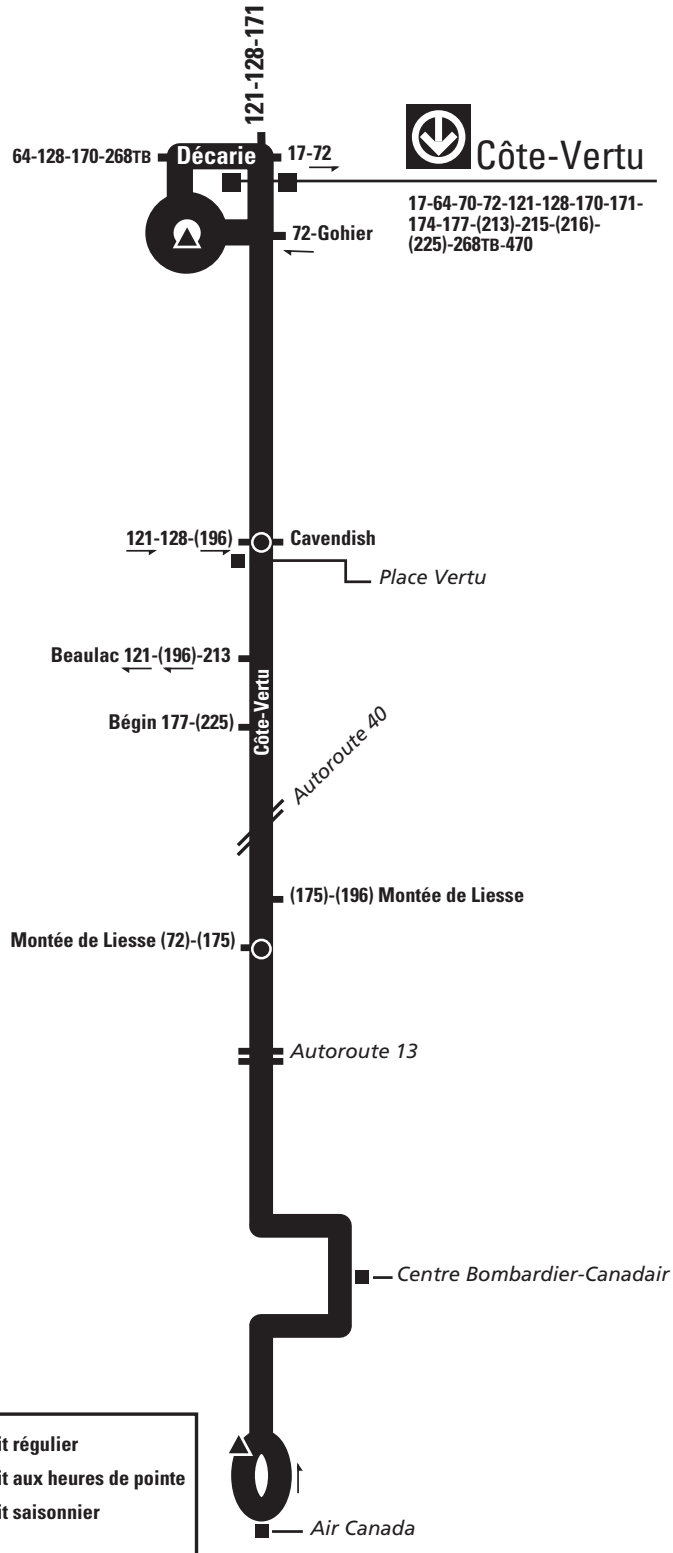 121-128-171
64-128-170-268TB
Décarie
17-72
Côte-Vertu
17-64-70-72-121-128-170-171-
174-177-(213)-215-(216)-
(225)-268TB-470
72-Gohier
121-128-(196)
Cavendish
Place Vertu
Beaulac 121-(196)-213
Côte-Vertu
Bégin 177-(225)
Autoroute 40
(175)-(196) Montée de Liesse
Montée de Liesse (72)-(175)
Autoroute 13
Centre Bombardier-Canadair
it régulier
it aux heures de pointe
it saisonnier
Air Canada